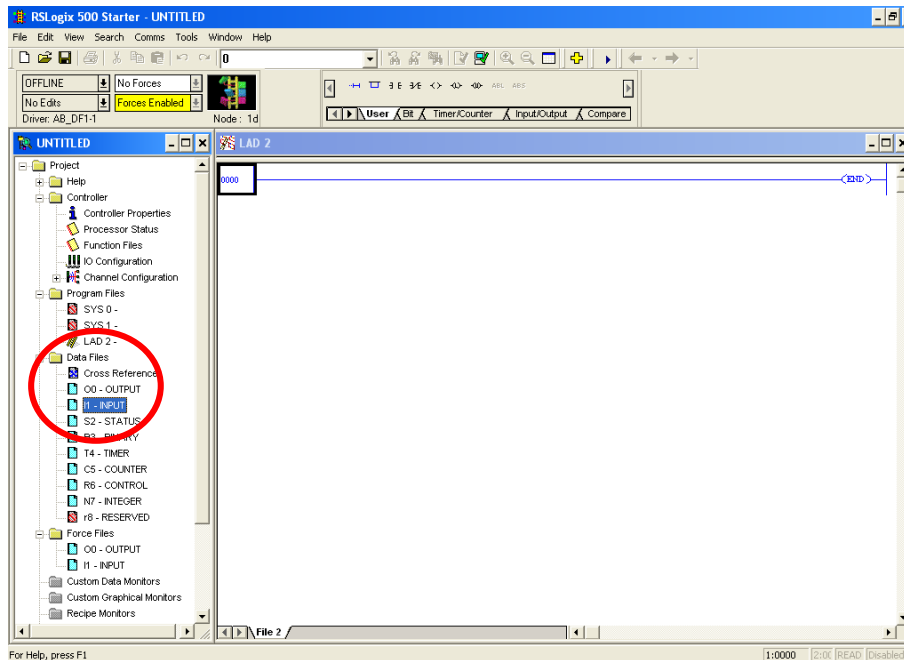 RSLogix 500 Starter - UNTITLED
File Edit View Search Comms Tools Window Help
0
OFFLINE No Forces
No Edits Forces Enabled
Driver: AB_DF1-1 Node: 1d
ABL ABS
User Bit Timer/Counter Input/Output Compare
UNTITLED
LAD 2
Project
Help
Controller
Controller Properties
Processor Status
Function Files
IO Configuration
Channel Configuration
Program Files
SYS 0 -
SYS 1 -
LAD 2 -
Data Files
Cross Reference
O0 - OUTPUT
I1 - INPUT
S2 - STATUS
B3 - BINARY
T4 - TIMER
C5 - COUNTER
R6 - CONTROL
N7 - INTEGER
r8 - RESERVED
Force Files
O0 - OUTPUT
I1 - INPUT
Custom Data Monitors
Custom Graphical Monitors
Recipe Monitors
0000
END
File 2
For Help, press F1
1:0000 READ Disabled